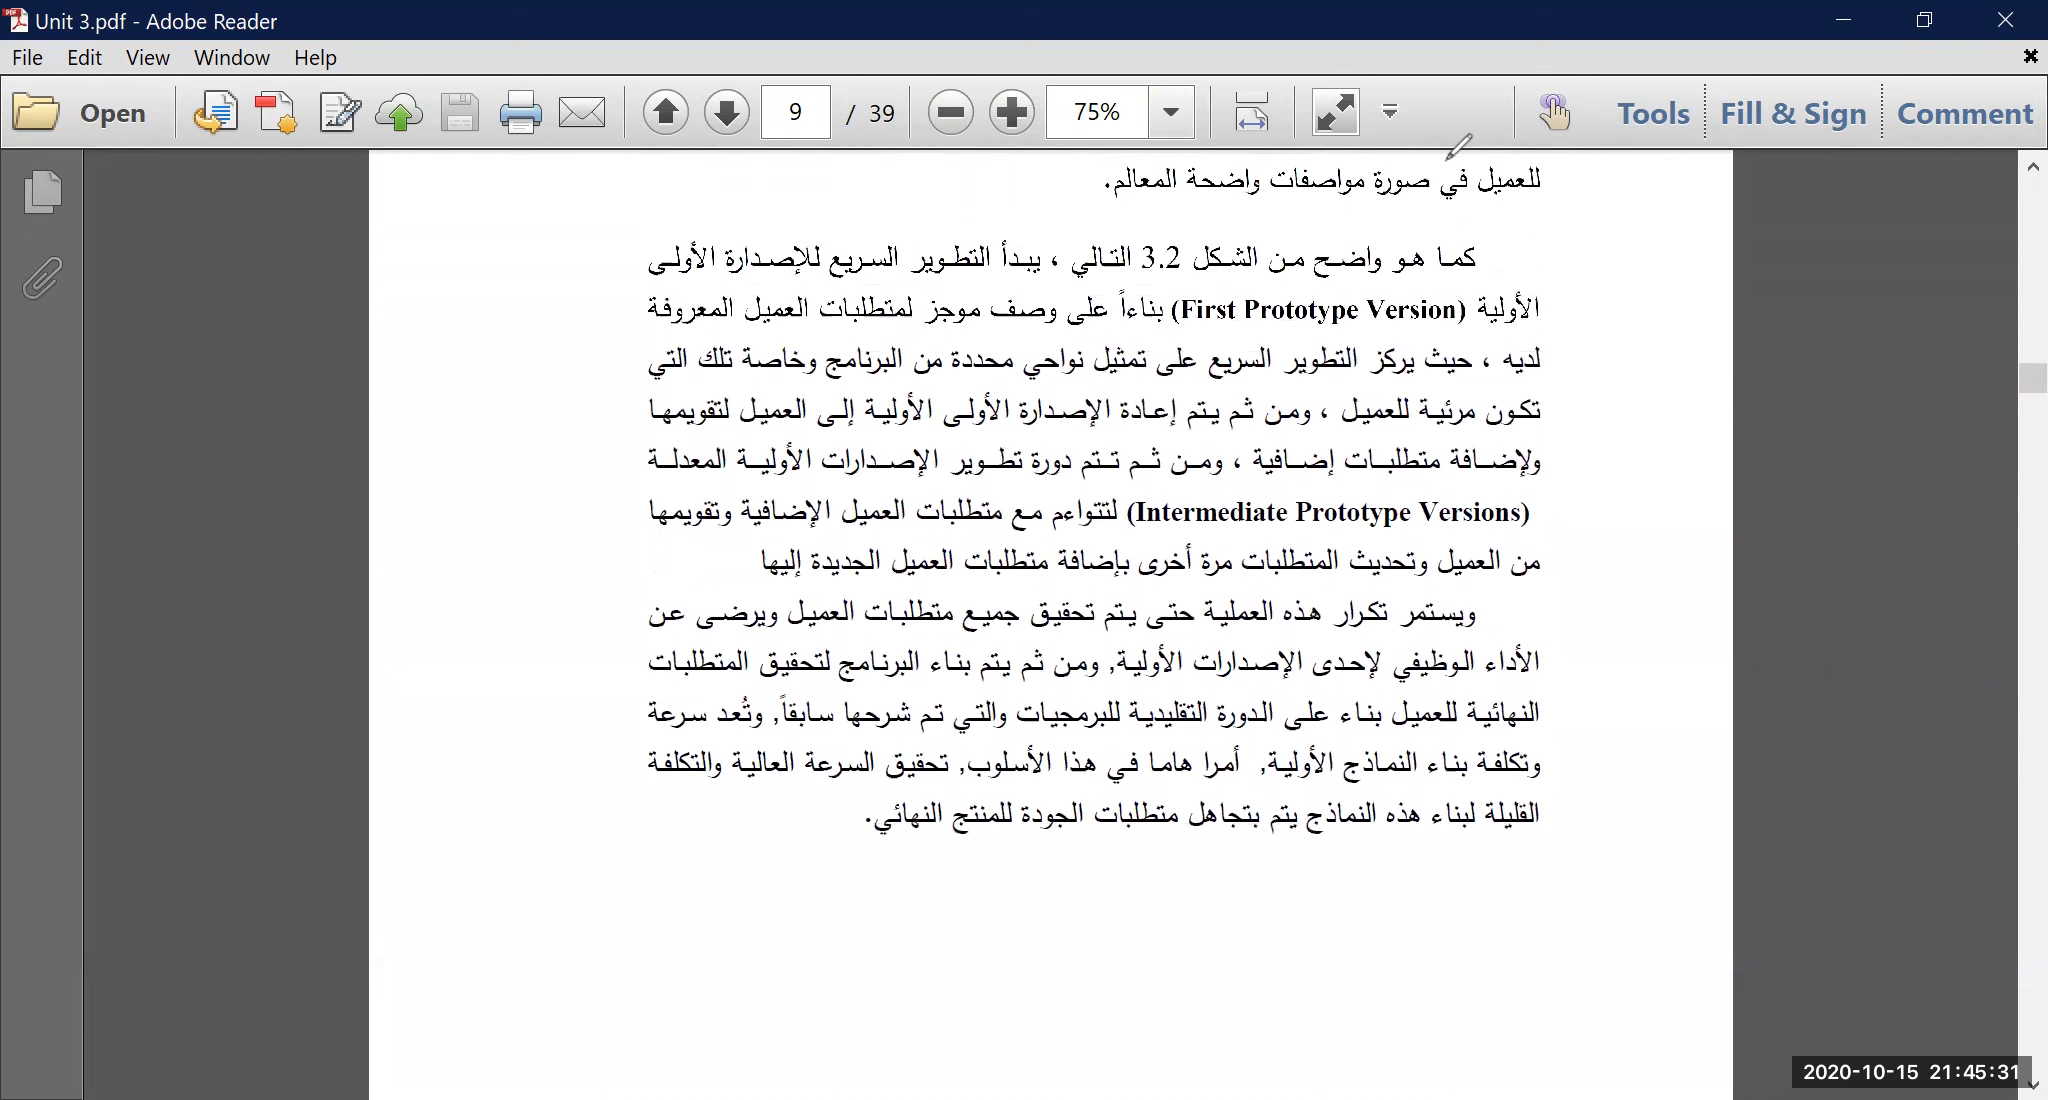 Unit 3.pdf - Adobe Reader
File Edit View Window Help
Open 9 / 39 75% Tools Fill & Sign Comment
للعميل في صورة مواصفات واضحة المعالم.
كما هو واضح من الشكل 3.2 التالي ، يبدأ التطوير السريع للإصدارة الأولى
الأولية (First Prototype Version) بناءاً على وصف موجز لمتطلبات العميل المعروفة
لديه ، حيث يركز التطوير السريع على تمثيل نواحي محددة من البرنامج وخاصة تلك التي
تكون مرئية للعميل ، ومن ثم يتم إعادة الإصدارة الأولى الأولية إلى العميل لتقويمها
ولإضافة متطلبات إضافية ، ومن ثم تتم دورة تطوير الإصدارات الأولية المعدلة
(Intermediate Prototype Versions) لتتواءم مع متطلبات العميل الإضافية وتقويمها
من العميل وتحديث المتطلبات مرة أخرى بإضافة متطلبات العميل الجديدة إليها
ويستمر تكرار هذه العملية حتى يتم تحقيق جميع متطلبات العميل ويرضى عن
الأداء الوظيفي لإحدى الإصدارات الأولية, ومن ثم يتم بناء البرنامج لتحقيق المتطلبات
النهائية للعميل بناء على الدورة التقليدية للبرمجيات والتي تم شرحها سابقاً, وتُعد سرعة
وتكلفة بناء النماذج الأولية, أمرا هاما في هذا الأسلوب, تحقيق السرعة العالية والتكلفة
القليلة لبناء هذه النماذج يتم بتجاهل متطلبات الجودة للمنتج النهائي.
2020-10-15 21:45:31